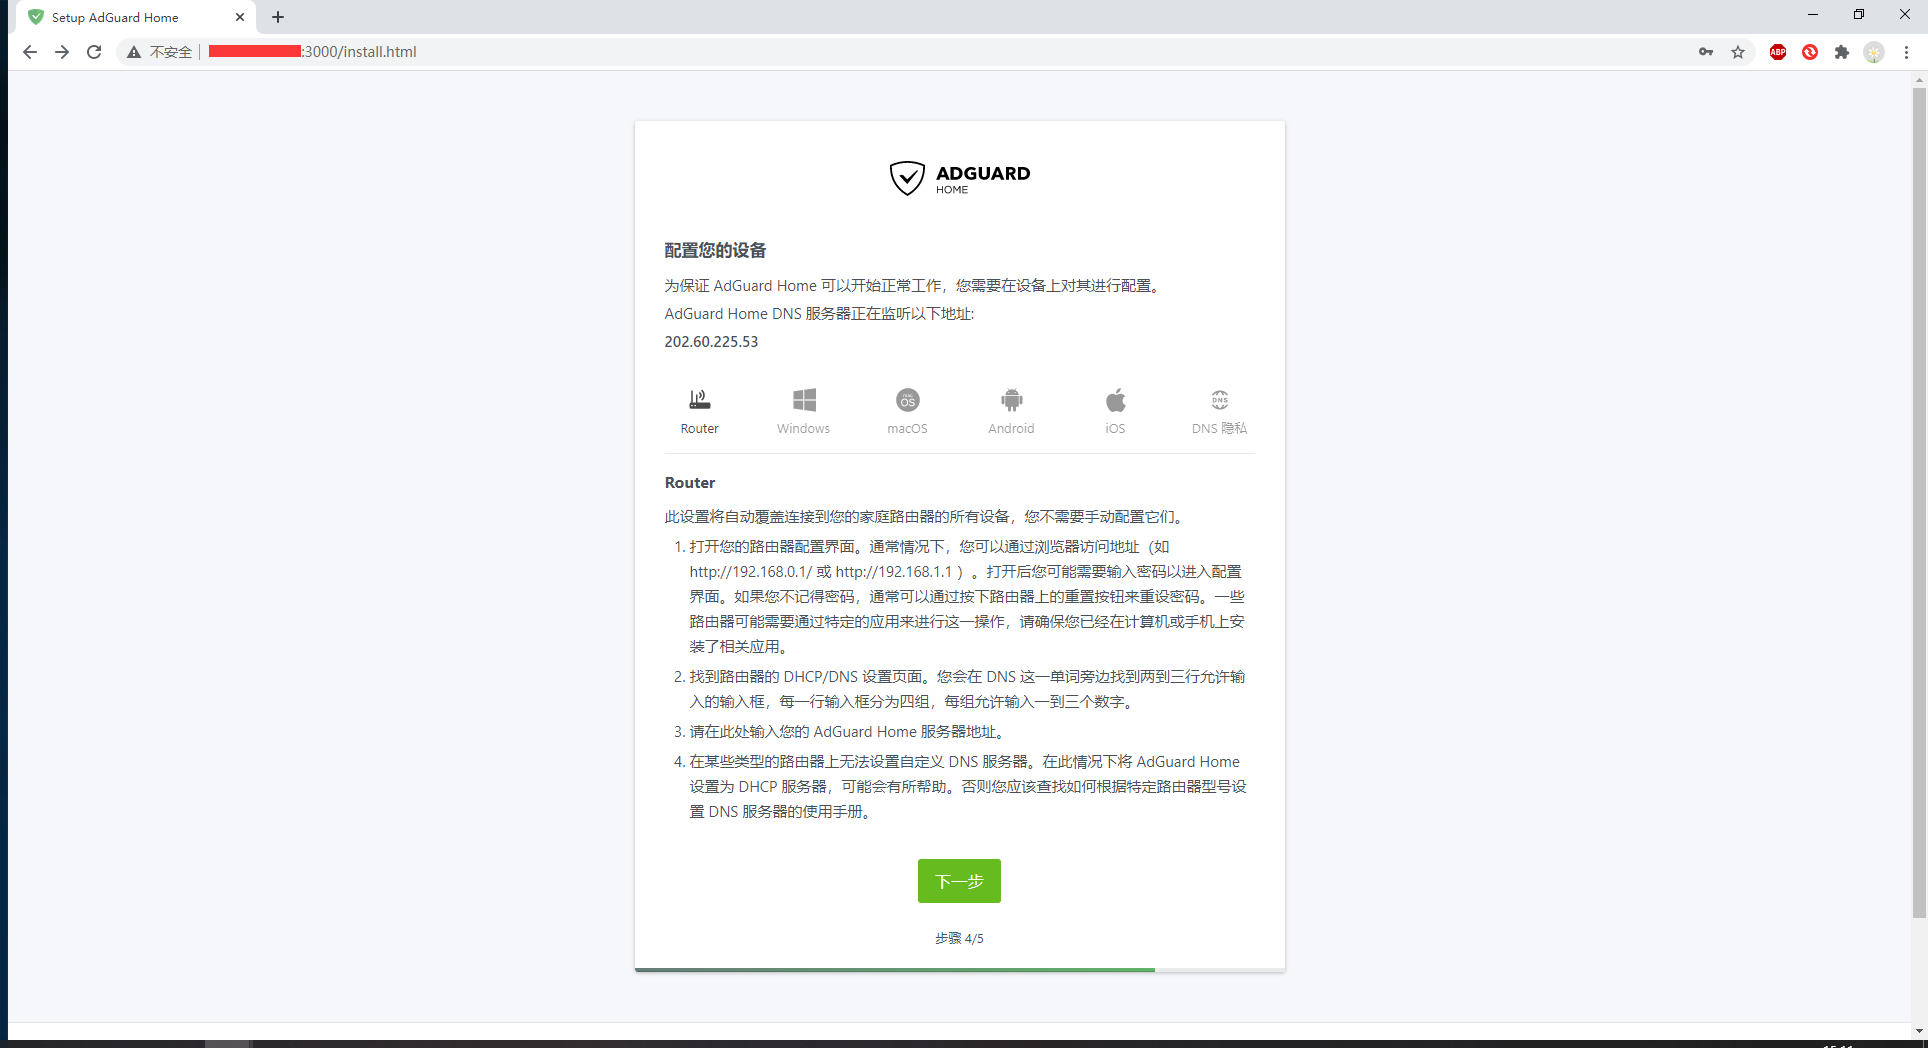 Setup AdGuard Home
不安全 :3000/install.html
ABP
ADGUARD
HOME
配置您的设备
为保证 AdGuard Home 可以开始正常工作，您需要在设备上对其进行配置。
AdGuard Home DNS 服务器正在监听以下地址:
202.60.225.53
mac
OS
DNS
Router Windows macOS Android iOS DNS 隐私
Router
此设置将自动覆盖连接到您的家庭路由器的所有设备，您不需要手动配置它们。
1. 打开您的路由器配置界面。通常情况下，您可以通过浏览器访问地址（如
http://192.168.0.1/ 或 http://192.168.1.1 ）。打开后您可能需要输入密码以进入配置
界面。如果您不记得密码，通常可以通过按下路由器上的重置按钮来重设密码。一些
路由器可能需要通过特定的应用来进行这一操作，请确保您已经在计算机或手机上安
装了相关应用。
2. 找到路由器的 DHCP/DNS 设置页面。您会在 DNS 这一单词旁边找到两到三行允许输
入的输入框，每一行输入框分为四组，每组允许输入一到三个数字。
3. 请在此处输入您的 AdGuard Home 服务器地址。
4. 在某些类型的路由器上无法设置自定义 DNS 服务器。在此情况下将 AdGuard Home
设置为 DHCP 服务器，可能会有所帮助。否则您应该查找如何根据特定路由器型号设
置 DNS 服务器的使用手册。
下一步
步骤 4/5